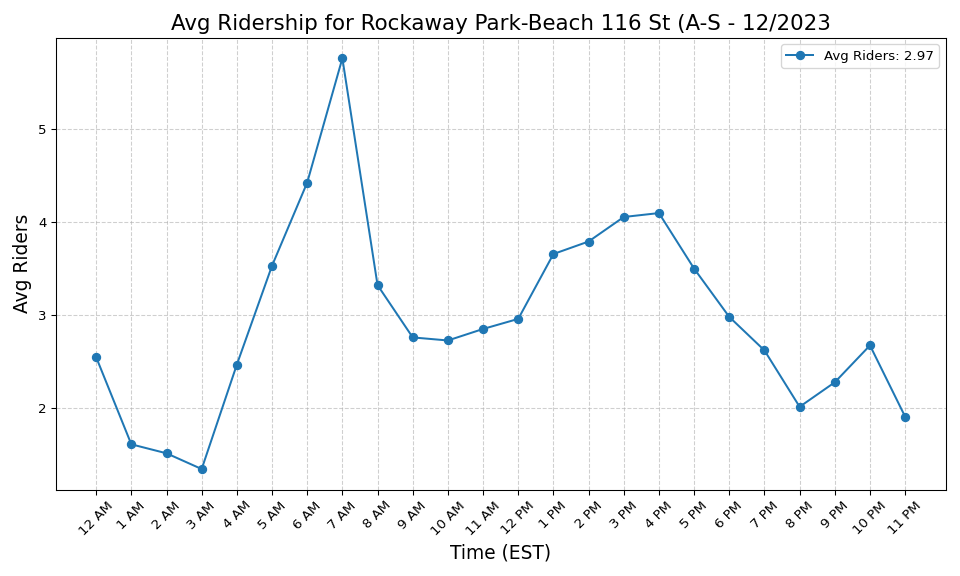 Avg Ridership for Rockaway Park-Beach 116 St (A-S - 12/2023
Avg Riders: 2.97
Avg Riders
5
4
3
2
12 AM
1 AM
2 AM
3 AM
4 AM
5 AM
6 AM
7 AM
8 AM
9 AM
10 AM
11 AM
12 PM
1 PM
2 PM
3 PM
4 PM
5 PM
6 PM
7 PM
8 PM
9 PM
10 PM
11 PM
Time (EST)